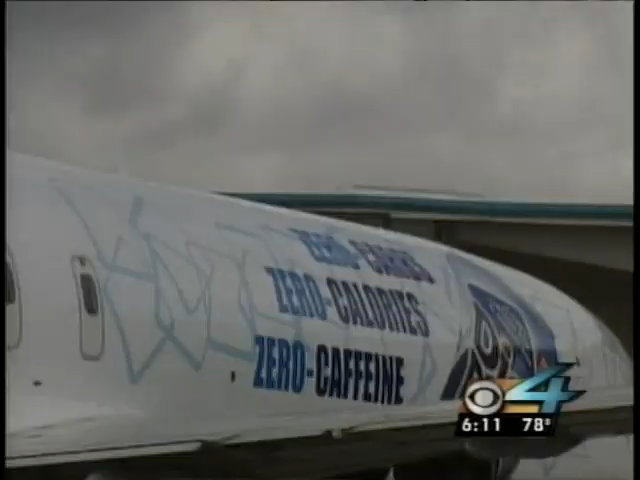 ZERO-CARBS
ZERO-CALORIES
ZERO-CAFFEINE
4
6:11 78°